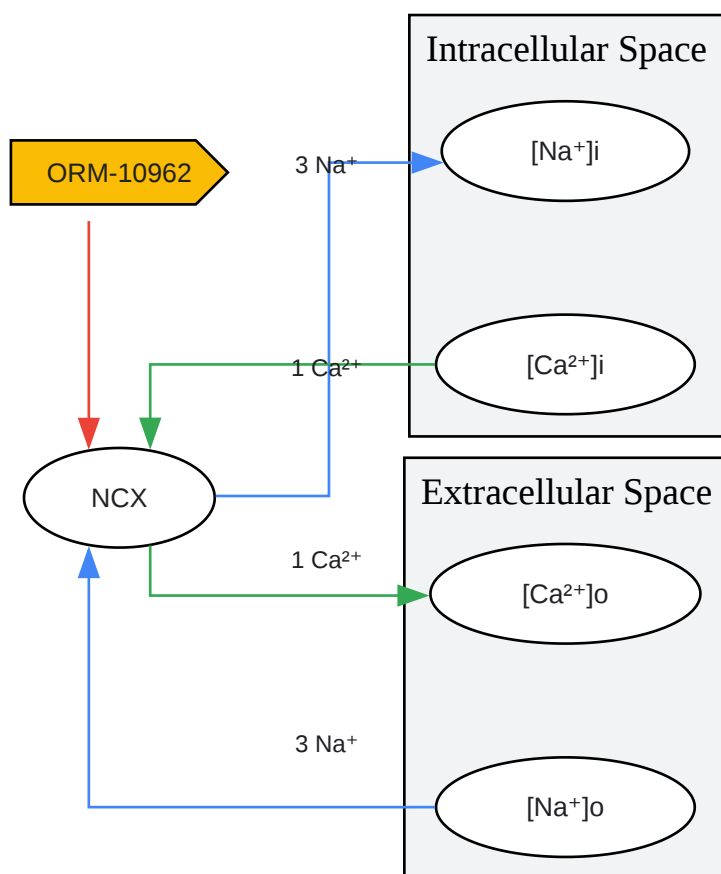 Intracellular Space
[Na⁺]i
ORM-10962
3 Na⁺
1 Ca²⁺
[Ca²⁺]i
NCX
Extracellular Space
1 Ca²⁺
[Ca²⁺]o
3 Na⁺
[Na⁺]o